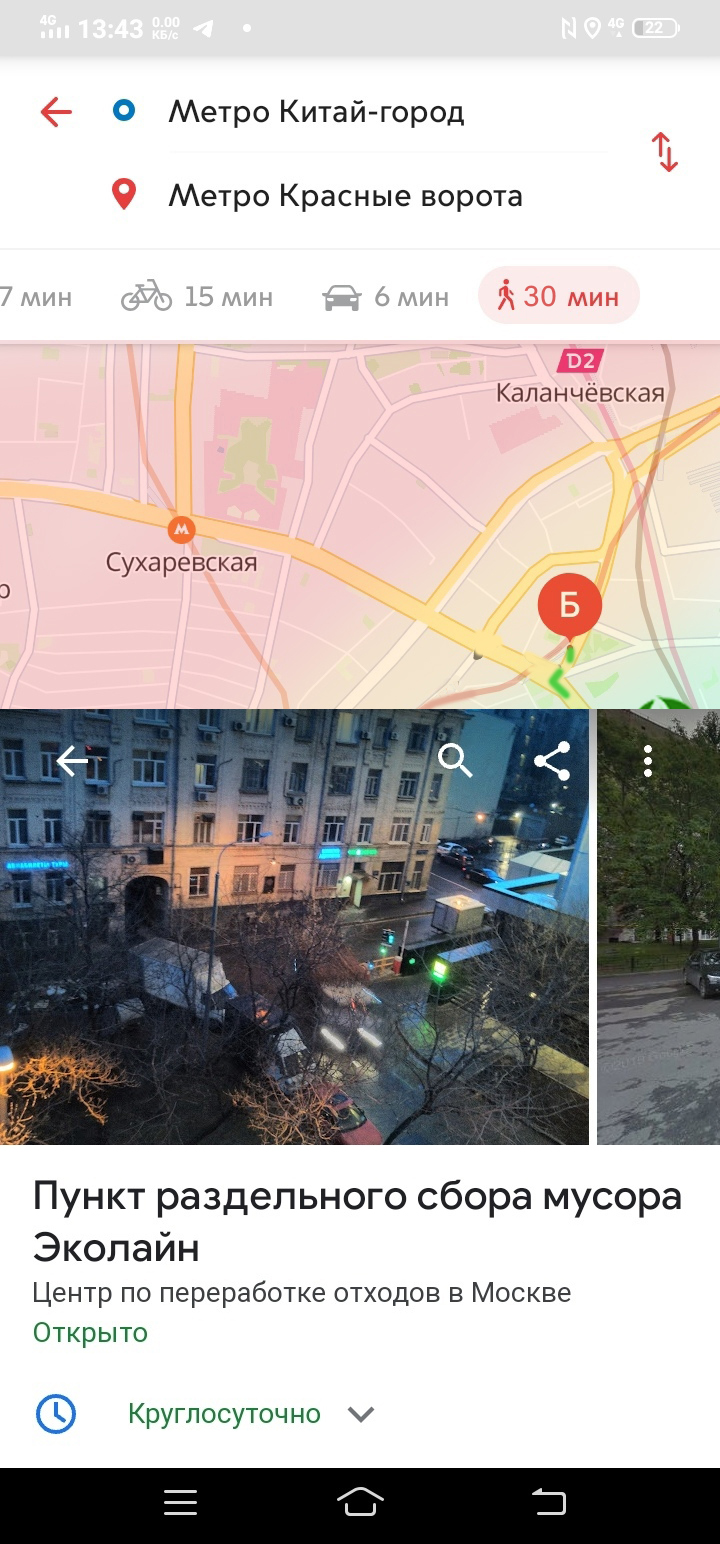 4G 13:43 0.00 КБ/с 4G 22
Метро Китай-город
Метро Красные ворота
7 мин 15 мин 6 мин 30 мин
D2
Каланчёвская
М
Сухаревская
р
Б
Пункт раздельного сбора мусора
Эколайн
Центр по переработке отходов в Москве
Открыто
Круглосуточно